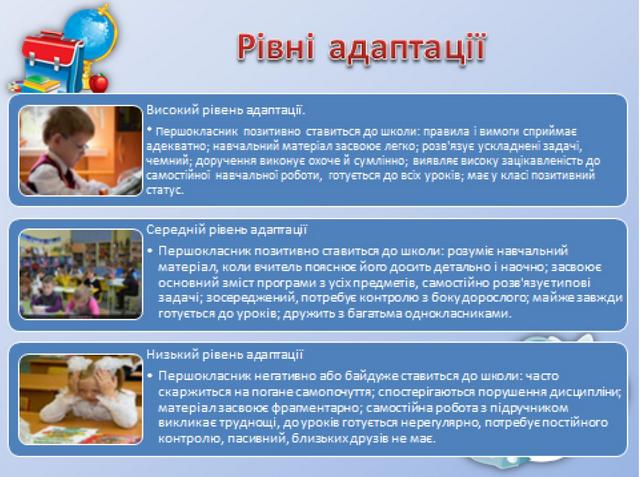 Рівні адаптації
Високий рівень адаптації.
* Першокласник позитивно ставиться до школи: правила і вимоги сприймає
адекватно; навчальний матеріал засвоює легко; розв'язує ускладнені задачі,
чемний; доручення виконує охоче й сумлінно; виявляє високу зацікавленість до
самостійної навчальної роботи, готується до всіх уроків; має у класі позитивний
статус.
Середній рівень адаптації
• Першокласник позитивно ставиться до школи: розуміє навчальний
матеріал, коли вчитель пояснює його досить детально і наочно; засвоює
основний зміст програми з усіх предметів, самостійно розв'язує типові
задачі; зосереджений, потребує контролю з боку дорослого; майже завжди
готується до уроків; дружить з багатьма однокласниками.
Низький рівень адаптації
• Першокласник негативно або байдуже ставиться до школи: часто
скаржиться на погане самопочуття; спостерігаються порушення дисципліни;
матеріал засвоює фрагментарно; самостійна робота з підручником
викликає труднощі, до уроків готується нерегулярно, потребує постійного
контролю, пасивний, близьких друзів не має.